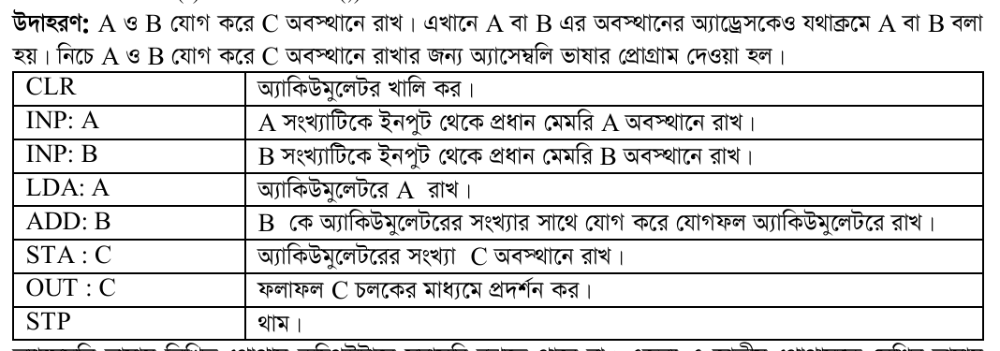 উদাহরণ: A ও B যোগ করে C অবস্থানে রাখ। এখানে A বা B এর অবস্থানের অ্যাড্রেসকেও যথাক্রমে A বা B বলা
হয়। নিচে A ও B যোগ করে C অবস্থানে রাখার জন্য অ্যাসেম্বলি ভাষার প্রোগ্রাম দেওয়া হল।
CLR অ্যাকিউমুলেটর খালি কর।
INP: A A সংখ্যাটিকে ইনপুট থেকে প্রধান মেমরি A অবস্থানে রাখ।
INP: B B সংখ্যাটিকে ইনপুট থেকে প্রধান মেমরি B অবস্থানে রাখ।
LDA: A অ্যাকিউমুলেটরে A রাখ।
ADD: B B কে অ্যাকিউমুলেটরের সংখ্যার সাথে যোগ করে যোগফল অ্যাকিউমুলেটরে রাখ।
STA : C অ্যাকিউমুলেটরের সংখ্যা C অবস্থানে রাখ।
OUT : C ফলাফল C চলকের মাধ্যমে প্রদর্শন কর।
STP থাম।